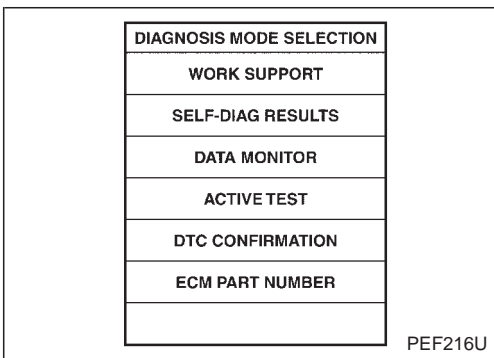 DIAGNOSIS MODE SELECTION
WORK SUPPORT
SELF-DIAG RESULTS
DATA MONITOR
ACTIVE TEST
DTC CONFIRMATION
ECM PART NUMBER
PEF216U